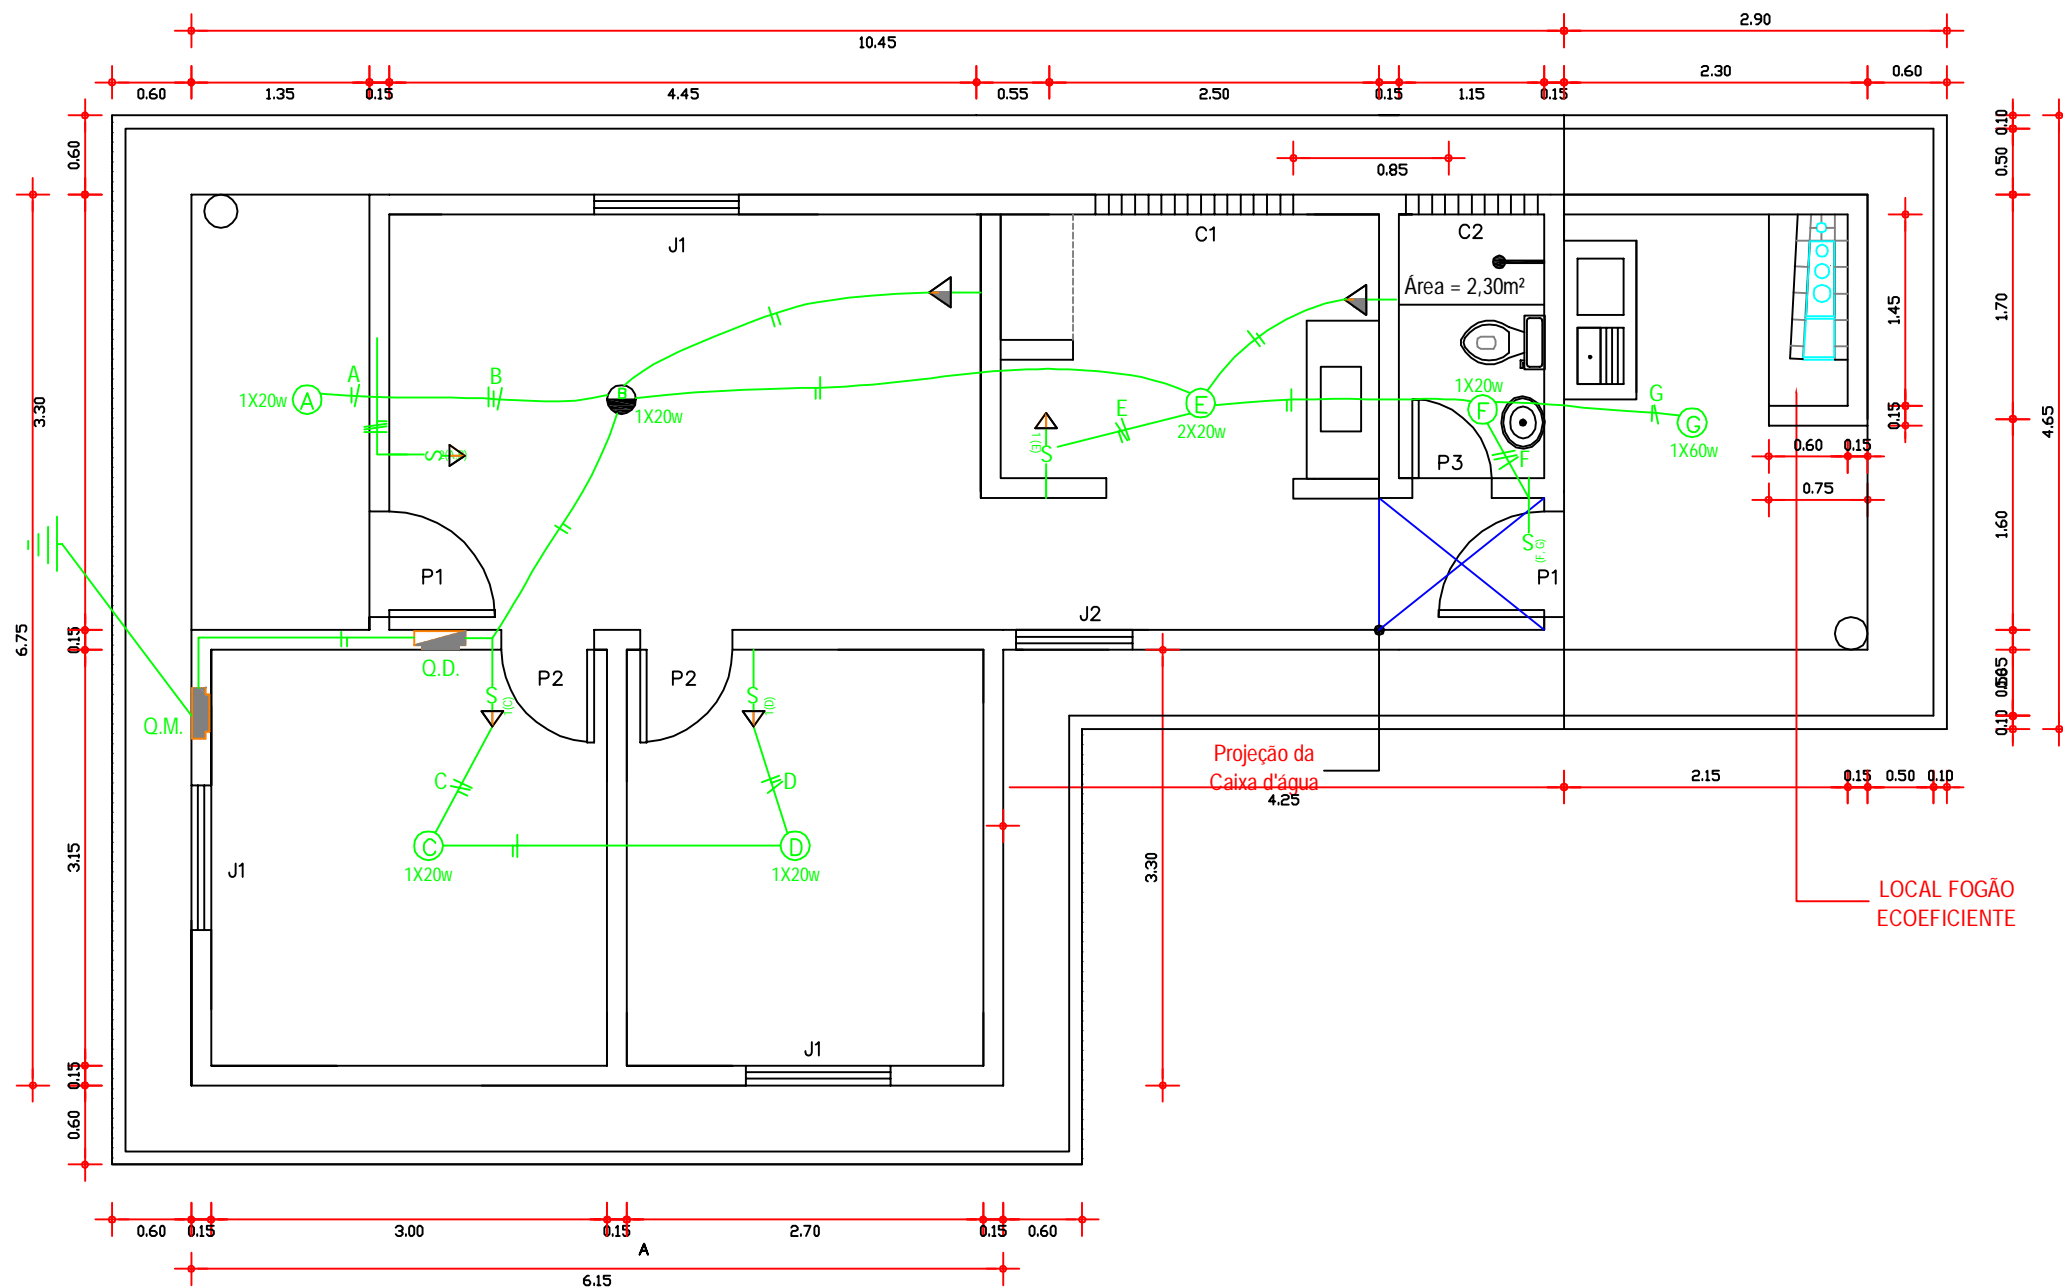 2.90
10.45
2.30
0.60
0.60
1.35
0.15
4.45
0.55
2.50
0.15
1.15
0.15
0.10
0.60
0.50
0.85
J1
C1
C2
Área = 2,30m²
1.45
1.70
3.30
4.65
A
B
1X20w
A
B
1X20w
E
E
2X20w
1X20w
F
G
G
1X60w
0.15
S
1(E)
S
P3
F
0.60
0.15
0.75
1.60
S
(F,G)
P1
P1
J2
6.75
0.15
Q.D.
P2
P2
S
1(C)
S
1(D)
Q.M.
0.10
Projeção da
Caixa d'água
4.25
2.15
0.15
0.50
0.10
C
D
C
1X20w
D
1X20w
J1
3.15
3.30
LOCAL FOGÃO
ECOEFICIENTE
J1
0.15
0.60
0.60
0.15
3.00
0.15
2.70
0.15
0.60
A
6.15